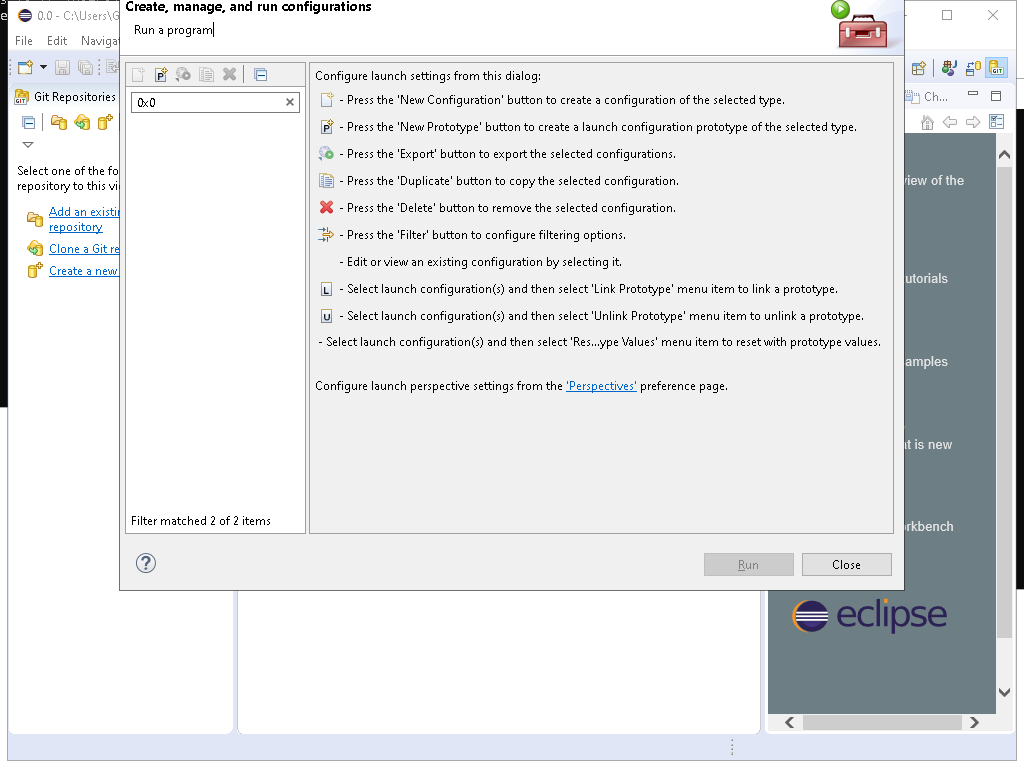 0.0 - C:\Users\G
Create, manage, and run configurations
Run a program
File Edit Navigat
Git Repositories
Select one of the fo
repository to this vi
Add an existi
repository
Clone a Git re
Create a new
0x0
Filter matched 2 of 2 items
Configure launch settings from this dialog:
- Press the 'New Configuration' button to create a configuration of the selected type.
- Press the 'New Prototype' button to create a launch configuration prototype of the selected type.
- Press the 'Export' button to export the selected configurations.
- Press the 'Duplicate' button to copy the selected configuration.
- Press the 'Delete' button to remove the selected configuration.
- Press the 'Filter' button to configure filtering options.
- Edit or view an existing configuration by selecting it.
L - Select launch configuration(s) and then select 'Link Prototype' menu item to link a prototype.
U - Select launch configuration(s) and then select 'Unlink Prototype' menu item to unlink a prototype.
- Select launch configuration(s) and then select 'Res...ype Values' menu item to reset with prototype values.
Configure launch perspective settings from the 'Perspectives' preference page.
Run
Close
Ch...
view of the
utorials
amples
at is new
orkbench
eclipse